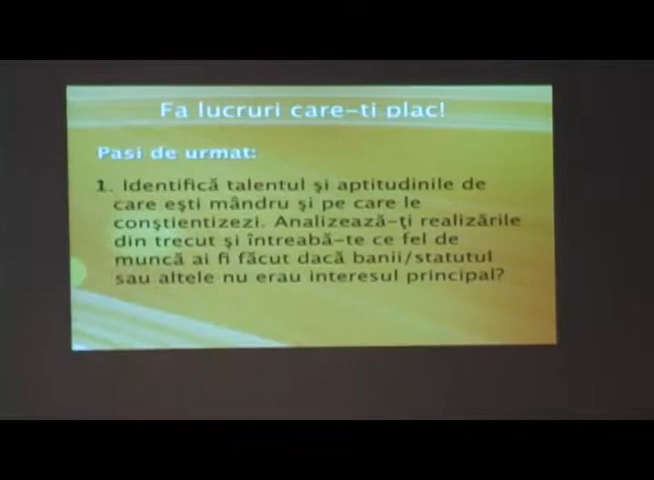 Fa lucruri care-ti plac!
Pasi de urmat:
1. Identifică talentul şi aptitudinile de
care eşti mândru şi pe care le
conştientizezi. Analizează-ţi realizările
din trecut şi întreabă-te ce fel de
muncă ai fi făcut dacă banii/statutul
sau altele nu erau interesul principal?